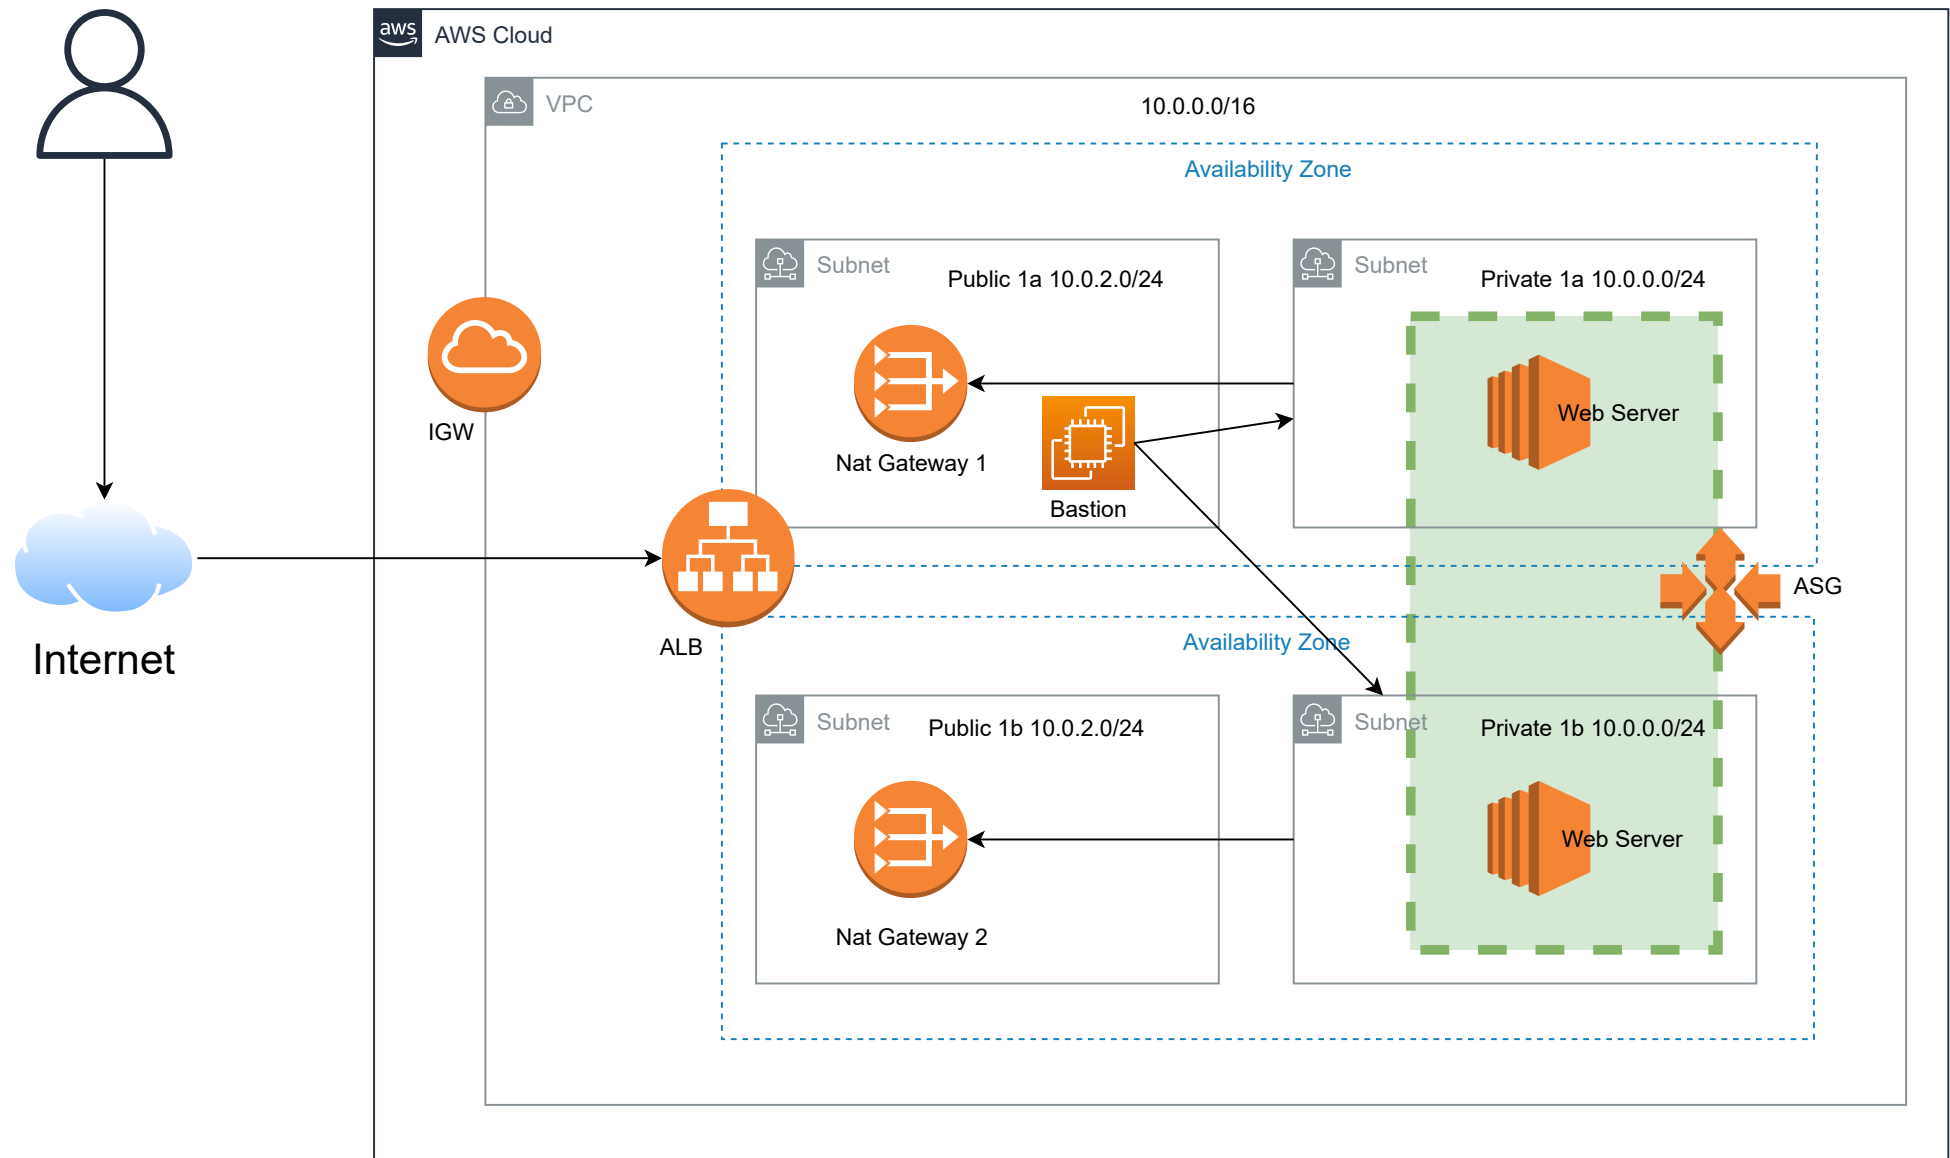 aws
AWS Cloud
VPC
10.0.0.0/16
Availability Zone
Subnet
Public 1a 10.0.2.0/24
Subnet
Private 1a 10.0.0.0/24
Web Server
IGW
Nat Gateway 1
Bastion
ASG
Internet
ALB
Availability Zone
Subnet
Public 1b 10.0.2.0/24
Subnet
Private 1b 10.0.0.0/24
Web Server
Nat Gateway 2